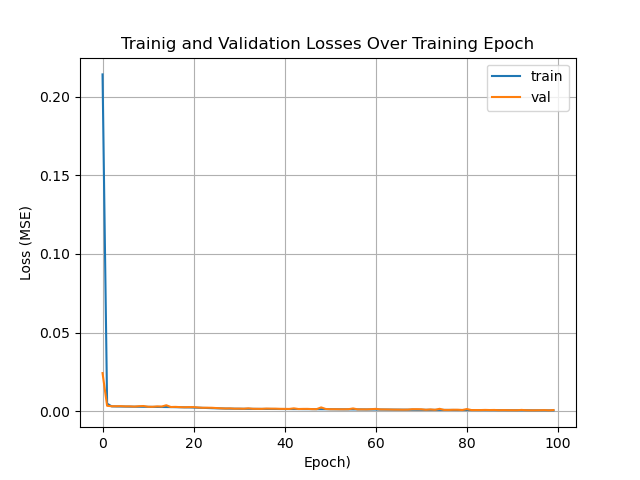 Trainig and Validation Losses Over Training Epoch
train
val
0.20
0.15
0.10
0.05
0.00
Loss (MSE)
0 20 40 60 80 100
Epoch)